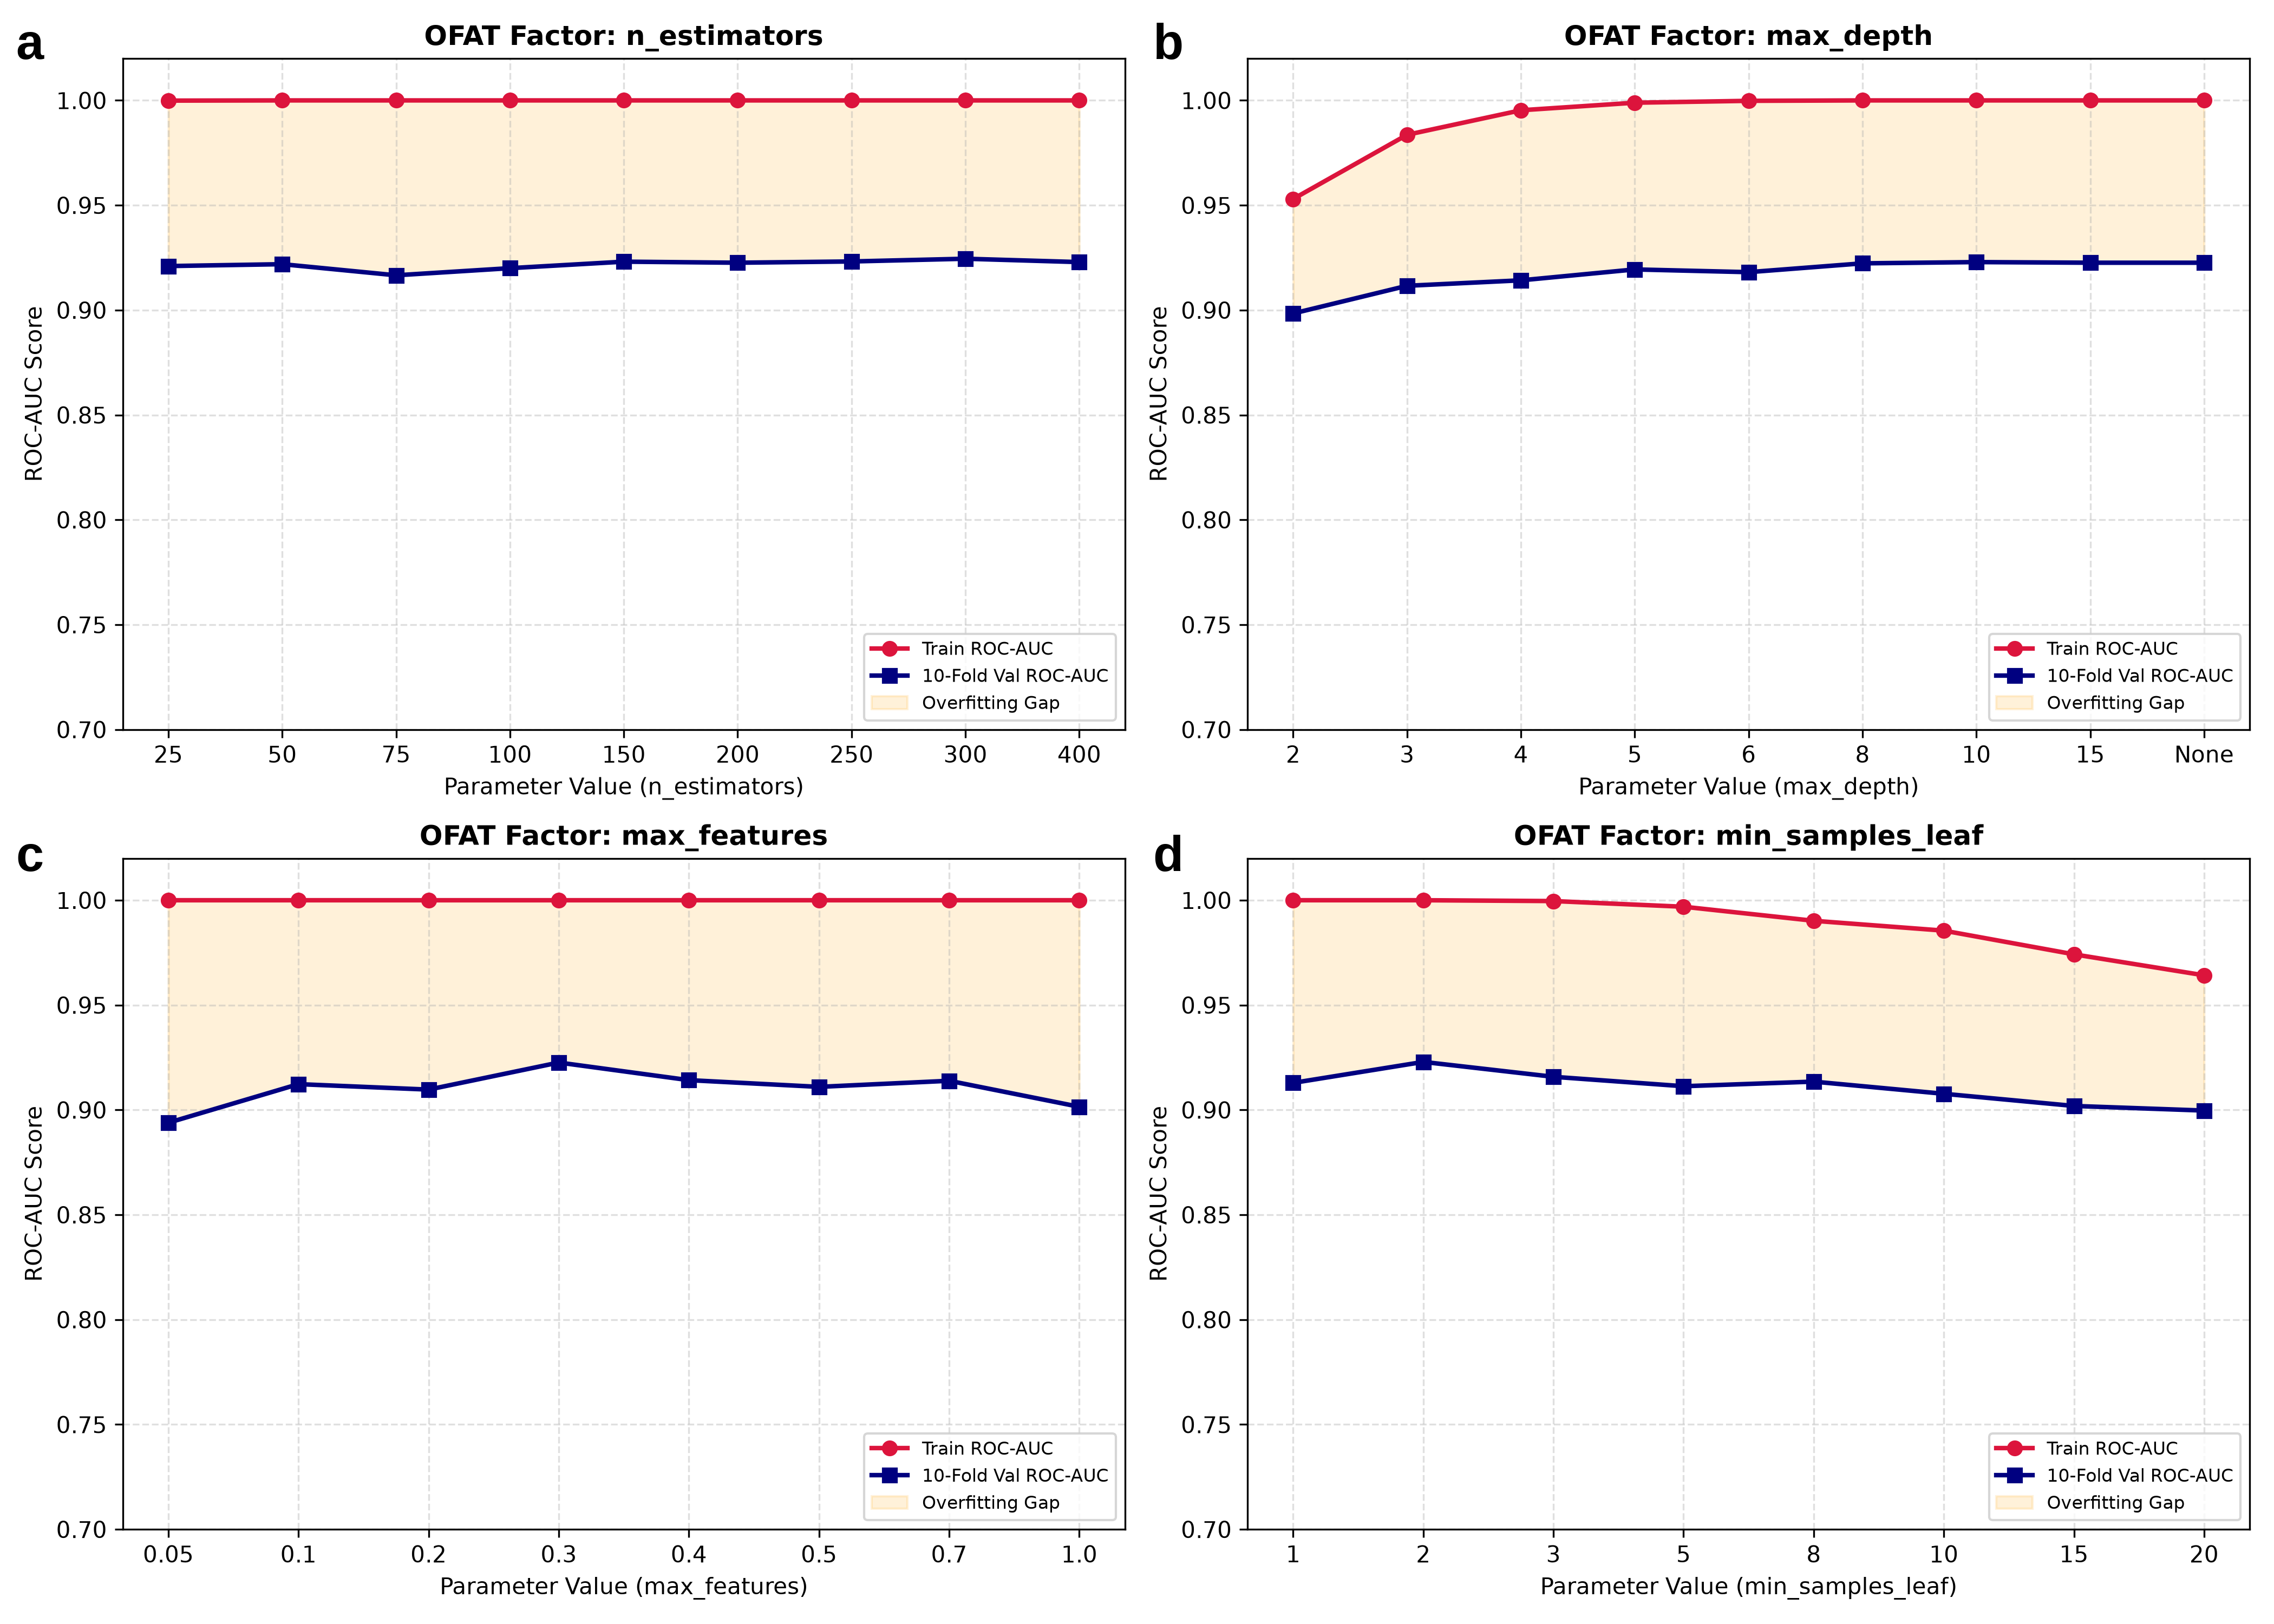 a
OFAT Factor: n_estimators
ROC-AUC Score
1.00
0.95
0.90
0.85
0.80
0.75
0.70
25 50 75 100 150 200 250 300 400
Parameter Value (n_estimators)
Train ROC-AUC
10-Fold Val ROC-AUC
Overfitting Gap
b
OFAT Factor: max_depth
ROC-AUC Score
1.00
0.95
0.90
0.85
0.80
0.75
0.70
2 3 4 5 6 8 10 15 None
Parameter Value (max_depth)
Train ROC-AUC
10-Fold Val ROC-AUC
Overfitting Gap
c
OFAT Factor: max_features
ROC-AUC Score
1.00
0.95
0.90
0.85
0.80
0.75
0.70
0.05 0.1 0.2 0.3 0.4 0.5 0.7 1.0
Parameter Value (max_features)
Train ROC-AUC
10-Fold Val ROC-AUC
Overfitting Gap
d
OFAT Factor: min_samples_leaf
ROC-AUC Score
1.00
0.95
0.90
0.85
0.80
0.75
0.70
1 2 3 5 8 10 15 20
Parameter Value (min_samples_leaf)
Train ROC-AUC
10-Fold Val ROC-AUC
Overfitting Gap